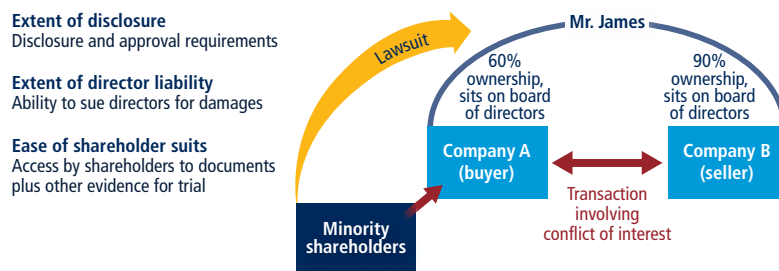 Extent of disclosure
Disclosure and approval requirements
Extent of director liability
Ability to sue directors for damages
Ease of shareholder suits
Access by shareholders to documents
plus other evidence for trial
Lawsuit
Mr. James
60%
ownership,
sits on board
of directors
90%
ownership,
sits on board
of directors
Company A
(buyer)
Company B
(seller)
Transaction
involving
conflict of interest
Minority
shareholders